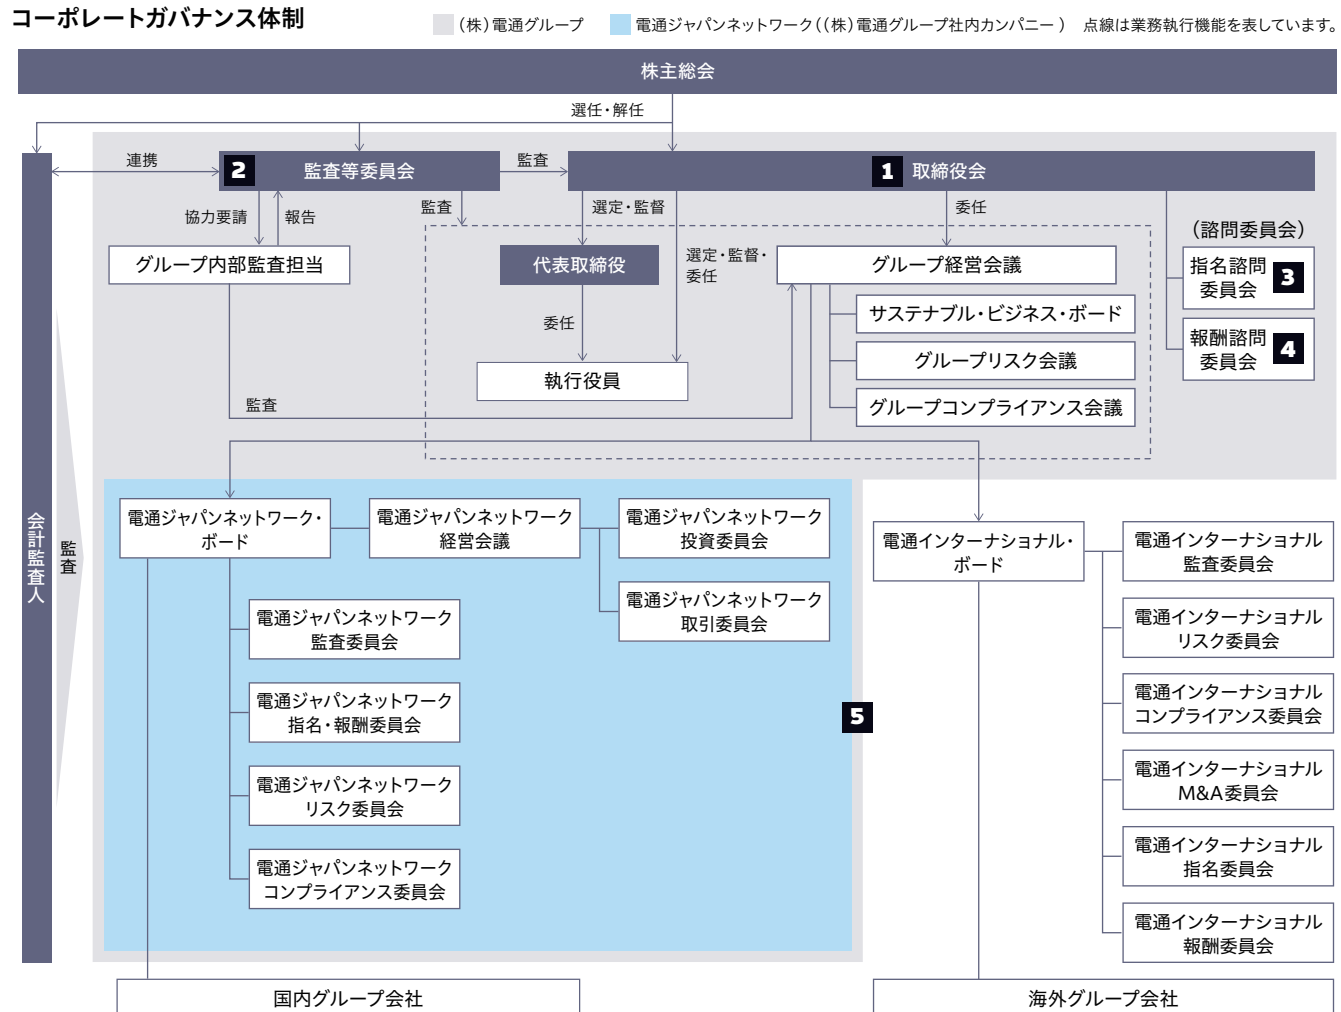 コーポレートガバナンス体制
(株)電通グループ
電通ジャパンネットワーク((株)電通グループ社内カンパニー)
点線は業務執行機能を表しています。
株主総会
選任・解任
連携
2 監査等委員会
監査
1 取締役会
協力要請
報告
監査
選定・監督
選定・監督・
委任
委任
(諮問委員会)
グループ内部監査担当
代表取締役
グループ経営会議
指名諮問
委員会
3
サステナブル・ビジネス・ボード
委任
報酬諮問
委員会
4
グループリスク会議
執行役員
グループコンプライアンス会議
監査
会計監査人
監査
電通ジャパンネットワーク・
ボード
電通ジャパンネットワーク
経営会議
電通ジャパンネットワーク
投資委員会
電通ジャパンネットワーク
取引委員会
電通ジャパンネットワーク
監査委員会
電通ジャパンネットワーク
指名・報酬委員会
電通ジャパンネットワーク
リスク委員会
電通ジャパンネットワーク
コンプライアンス委員会
5
電通インターナショナル・
ボード
電通インターナショナル
監査委員会
電通インターナショナル
リスク委員会
電通インターナショナル
コンプライアンス委員会
電通インターナショナル
M&A委員会
電通インターナショナル
指名委員会
電通インターナショナル
報酬委員会
国内グループ会社
海外グループ会社